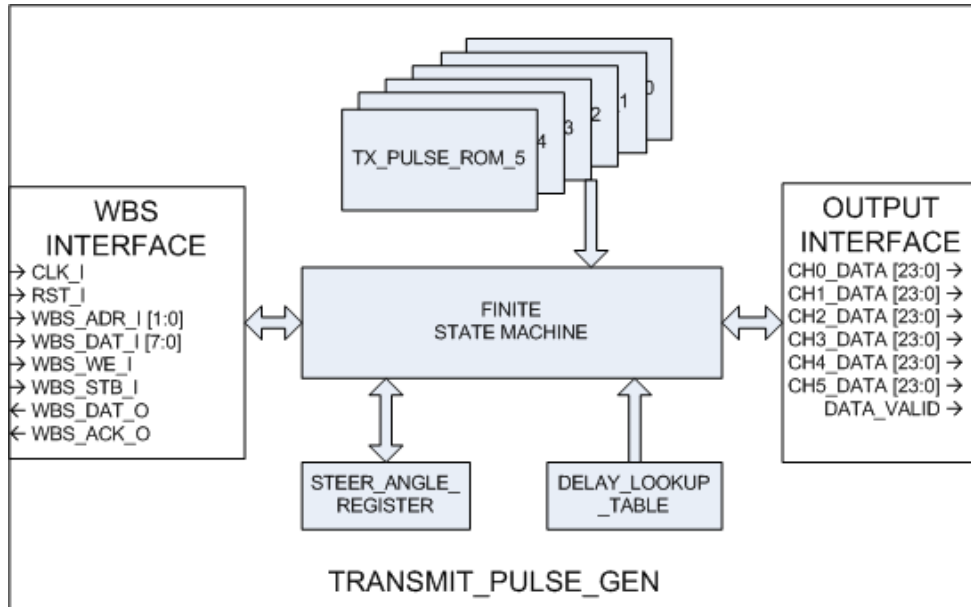 0
1
2
3
4
TX_PULSE_ROM_5
WBS
INTERFACE
→ CLK_I
→ RST_I
→ WBS_ADR_I [1:0]
→ WBS_DAT_I [7:0]
→ WBS_WE_I
→ WBS_STB_I
← WBS_DAT_O
← WBS_ACK_O
FINITE
STATE MACHINE
OUTPUT
INTERFACE
CH0_DATA [23:0] →
CH1_DATA [23:0] →
CH2_DATA [23:0] →
CH3_DATA [23:0] →
CH4_DATA [23:0] →
CH5_DATA [23:0] →
DATA_VALID →
STEER_ANGLE_
REGISTER
DELAY_LOOKUP
_TABLE
TRANSMIT_PULSE_GEN